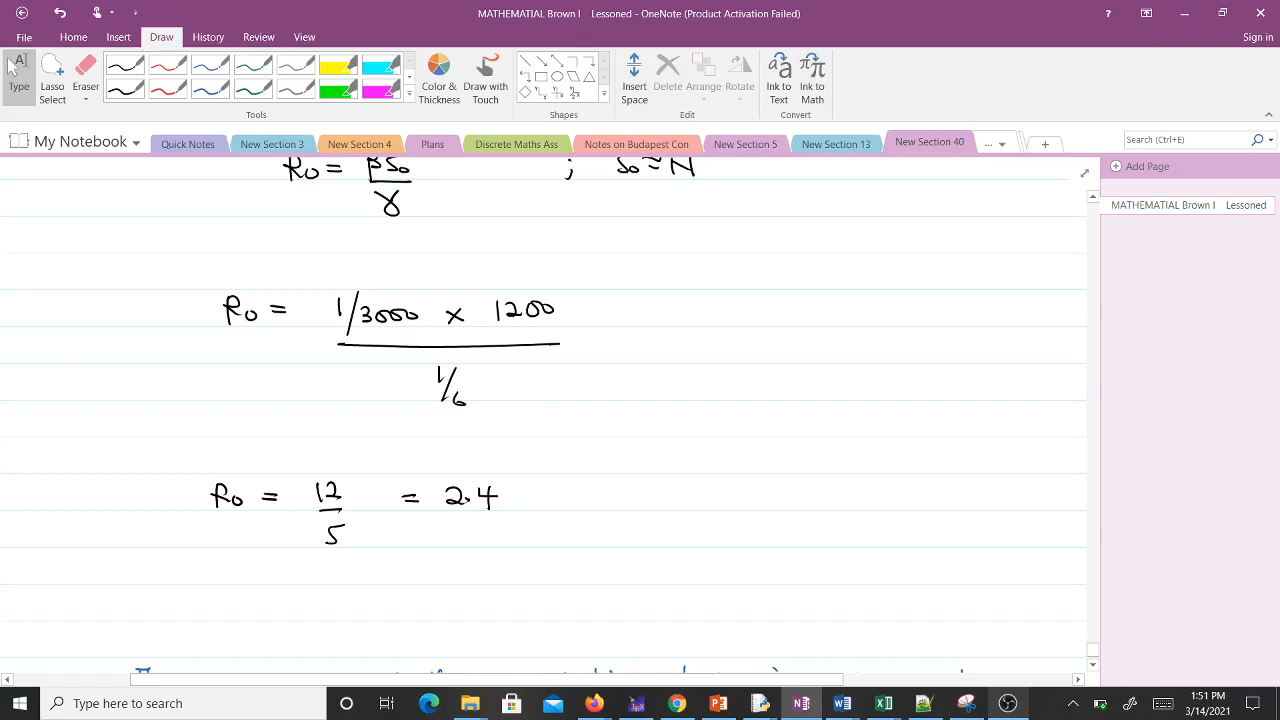 MATHEMATIAL Brown I Lessoned - OneNote (Product Activation Failed)
File Home Insert Draw History Review View Sign in
Type Lasso Select Eraser Color & Thickness Draw with Touch Insert Space Delete Arrange Rotate Ink to Text Ink to Math
Tools Shapes Edit Convert
My Notebook Quick Notes New Section 3 New Section 4 Plans Discrete Maths Ass Notes on Budapest Con New Section 5 New Section 13 New Section 40 ... Search (Ctrl+E)
Add Page
MATHEMATIAL Brown I Lessoned
R₀ = βS₀ ; S₀ ≈ N
γ
R₀ = 1/3000 × 1200
1/6
R₀ = 12 = 2.4
5
Type here to search
1:51 PM
3/14/2021